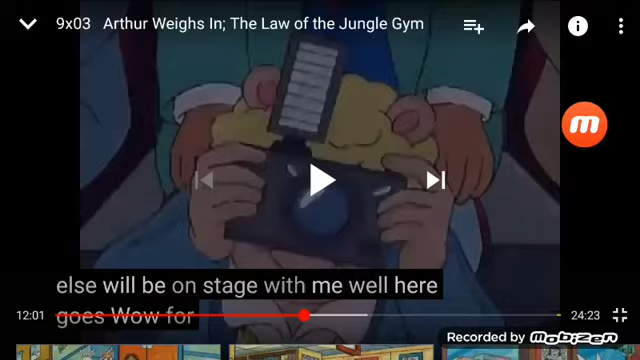 9x03 Arthur Weighs In; The Law of the Jungle Gym
m
else will be on stage with me well here
goes Wow for
12:01
24:23
Recorded by mobizen